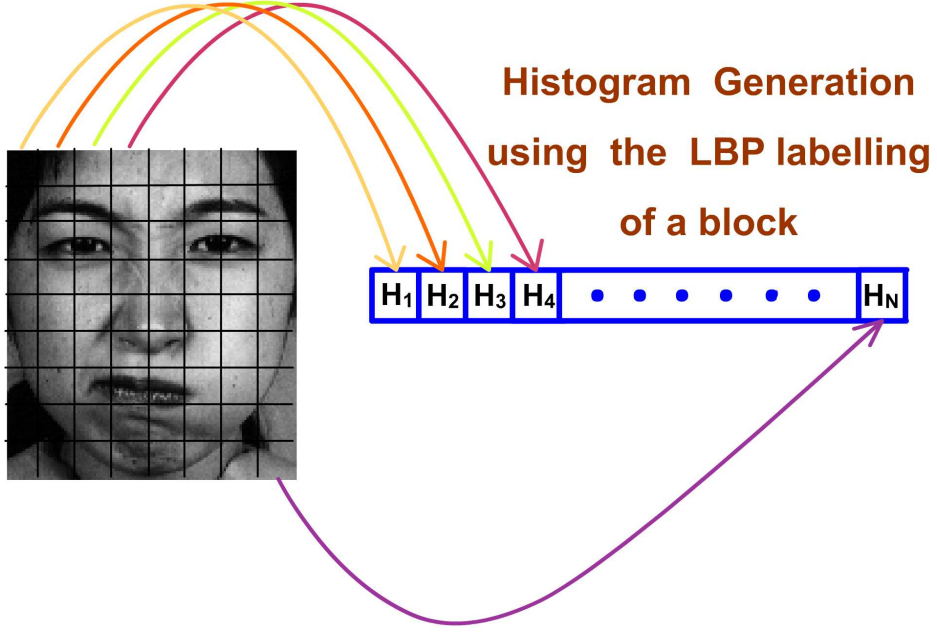 Histogram Generation
using the LBP labelling
of a block
H1 H2 H3 H4 HN